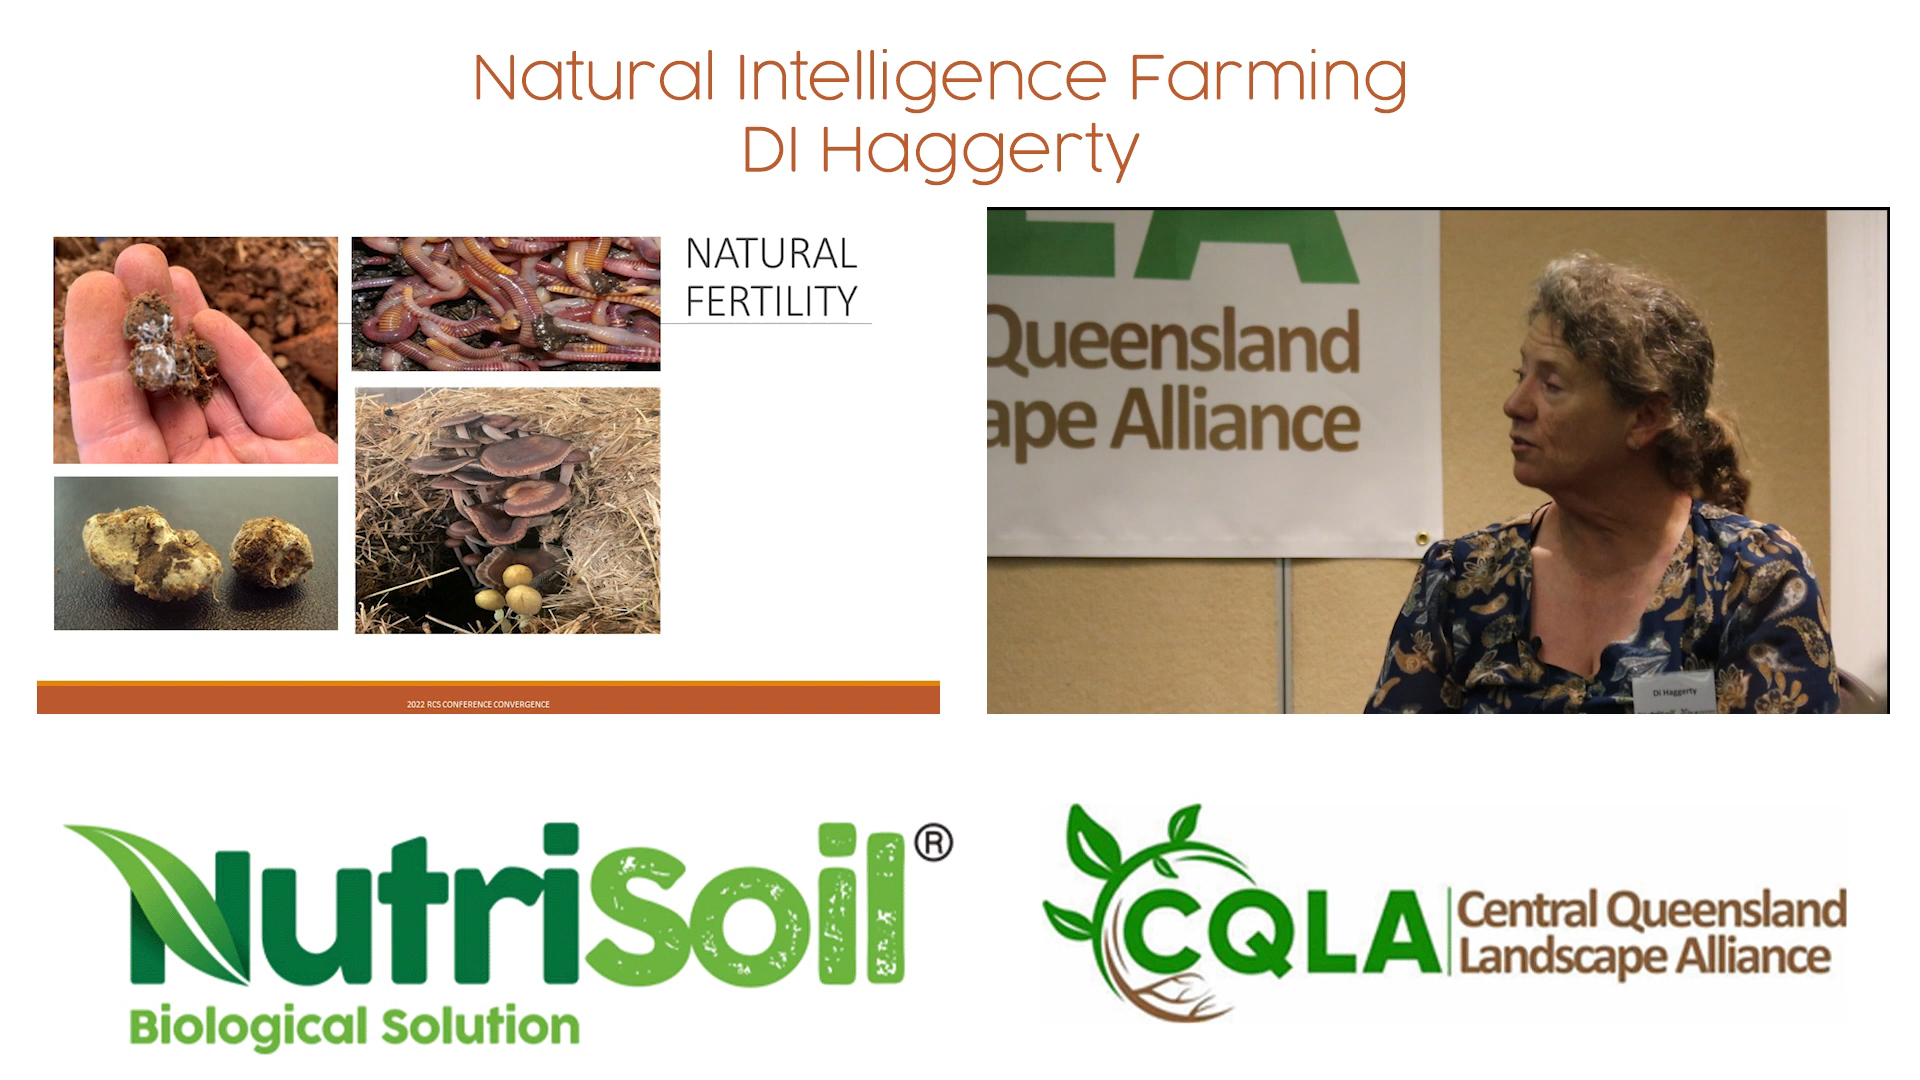 Natural Intelligence Farming
DI Haggerty
NATURAL
FERTILITY
2022 RCS CONFERENCE CONVERGENCE
LA
Queensland
ape Alliance
Di Haggerty
NutriSoil®
Biological Solution
CQLA
Central Queensland
Landscape Alliance